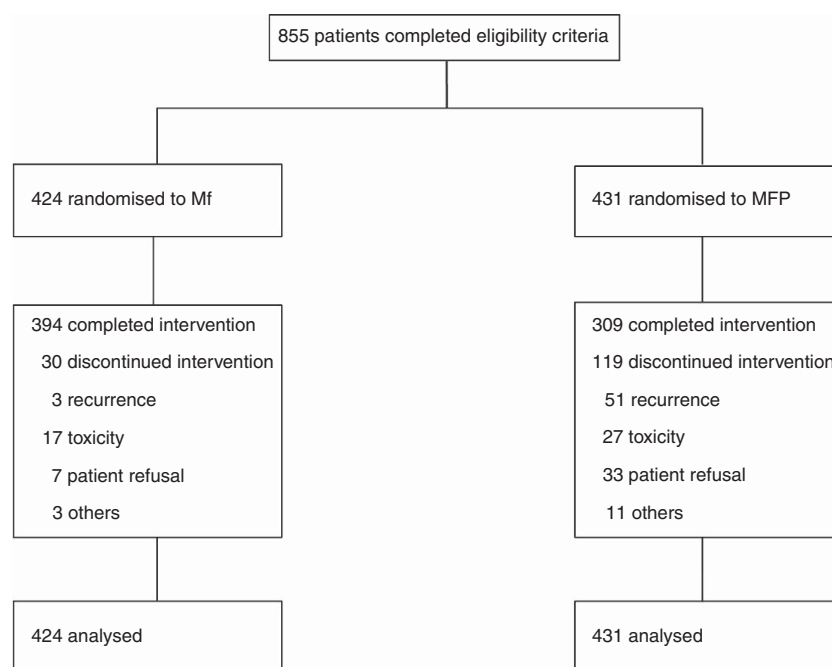 855 patients completed eligibility criteria
424 randomised to Mf
431 randomised to MFP
394 completed intervention
30 discontinued intervention
3 recurrence
17 toxicity
7 patient refusal
3 others
309 completed intervention
119 discontinued intervention
51 recurrence
27 toxicity
33 patient refusal
11 others
424 analysed
431 analysed